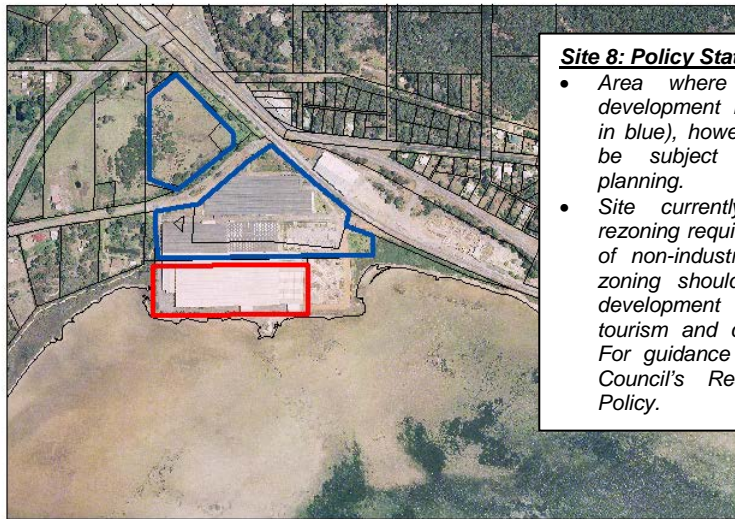 Site 8: Policy Stat
• Area where
development
in blue), howe
be subject
planning.
• Site currently
rezoning requi
of non-industr
zoning should
development
tourism and
For guidance
Council's Re
Policy.